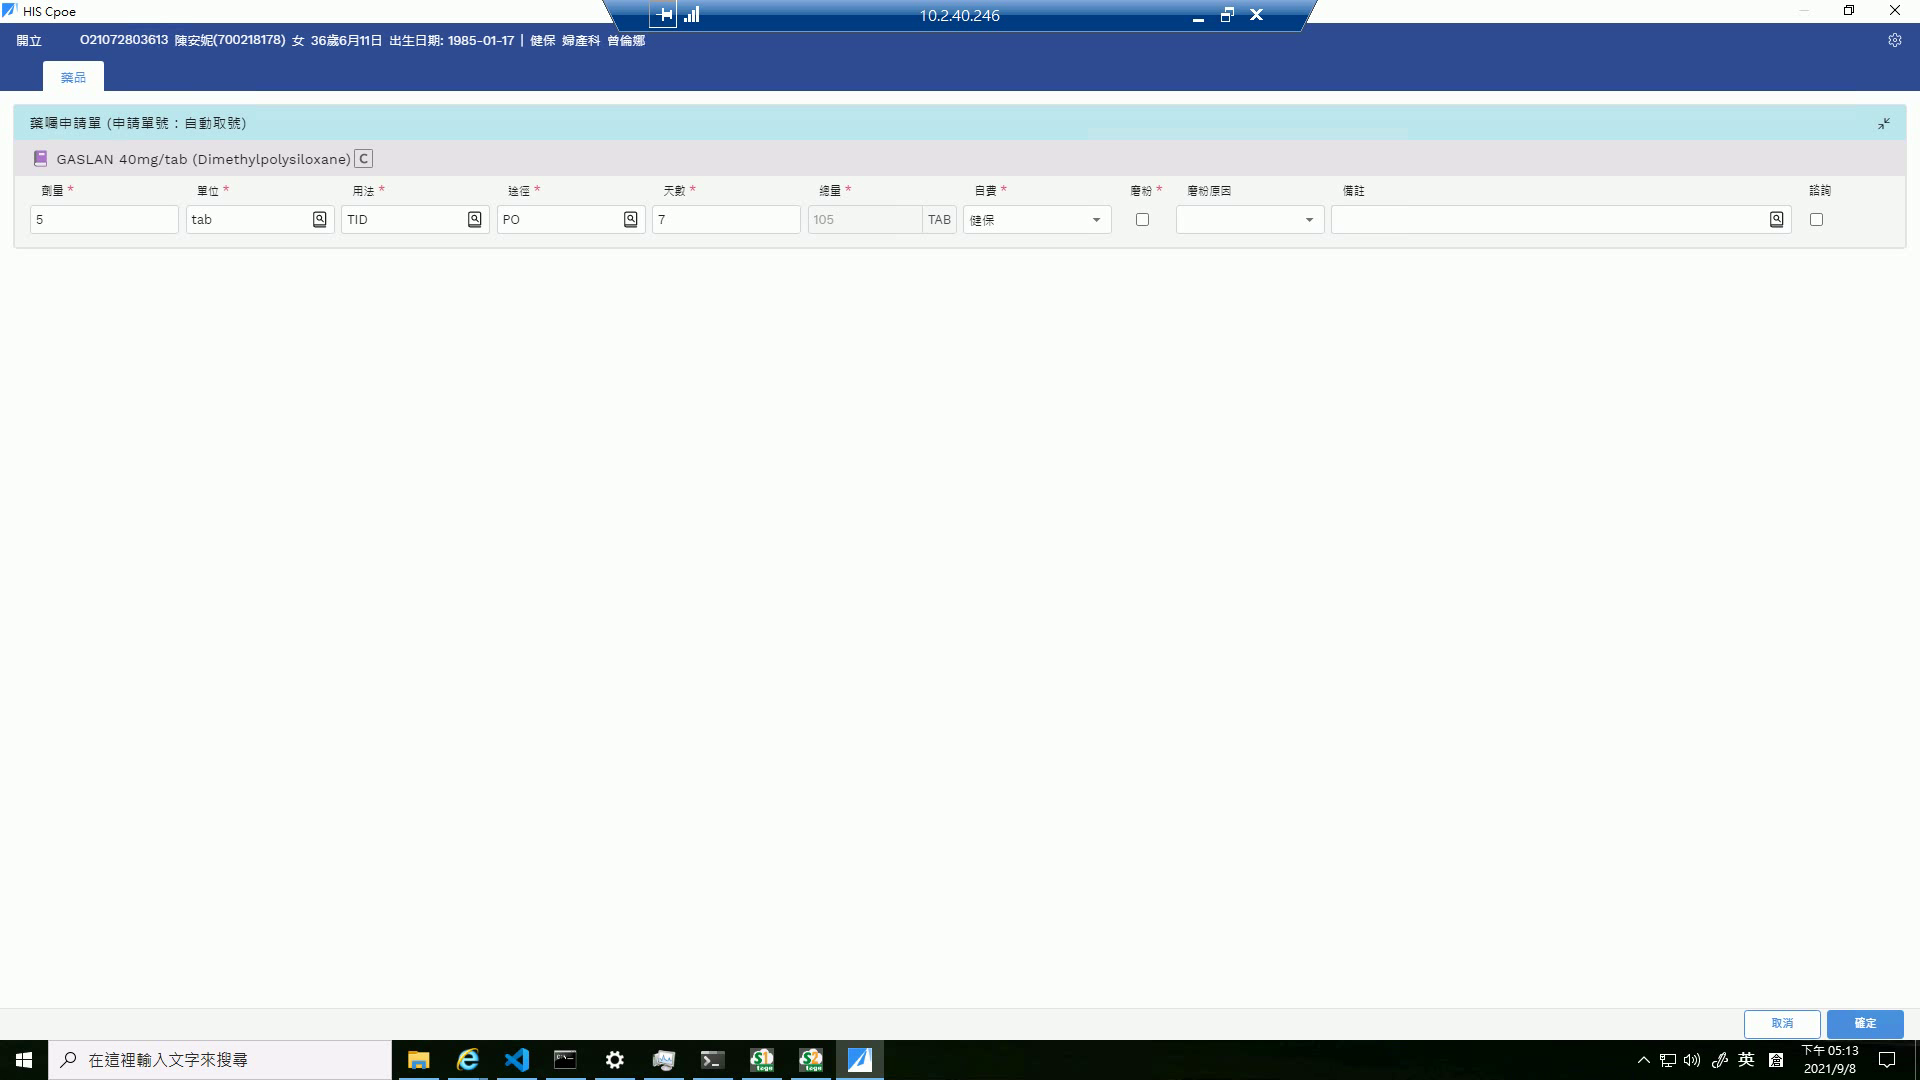 HIS Cpoe
10.2.40.246
開立 O21072803613 陳安妮(700218178) 女 36歲6月11日 出生日期: 1985-01-17 | 健保 婦產科 曾倫娜
藥品
藥囑申請單 (申請單號：自動取號)
GASLAN 40mg/tab (Dimethylpolysiloxane) C
劑量 * 單位 * 用法 * 途徑 * 天數 * 總量 * 自費 * 磨粉 * 磨粉原因 備註 諮詢
5 tab TID PO 7 105 TAB 健保
取消 確定
在這裡輸入文字來搜尋
S1 toga
S2 toga
英 倉
下午 05:13
2021/9/8